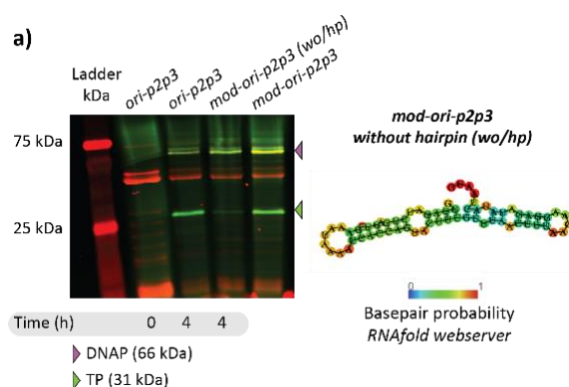 a)
Ladder
kDa
ori-p2p3
ori-p2p3
mod-ori-p2p3 (wo/hp)
mod-ori-p2p3
75 kDa
25 kDa
Time (h) 0 4 4
DNAP (66 kDa)
TP (31 kDa)
mod-ori-p2p3
without hairpin (wo/hp)
0 1
Basepair probability
RNAfold webserver